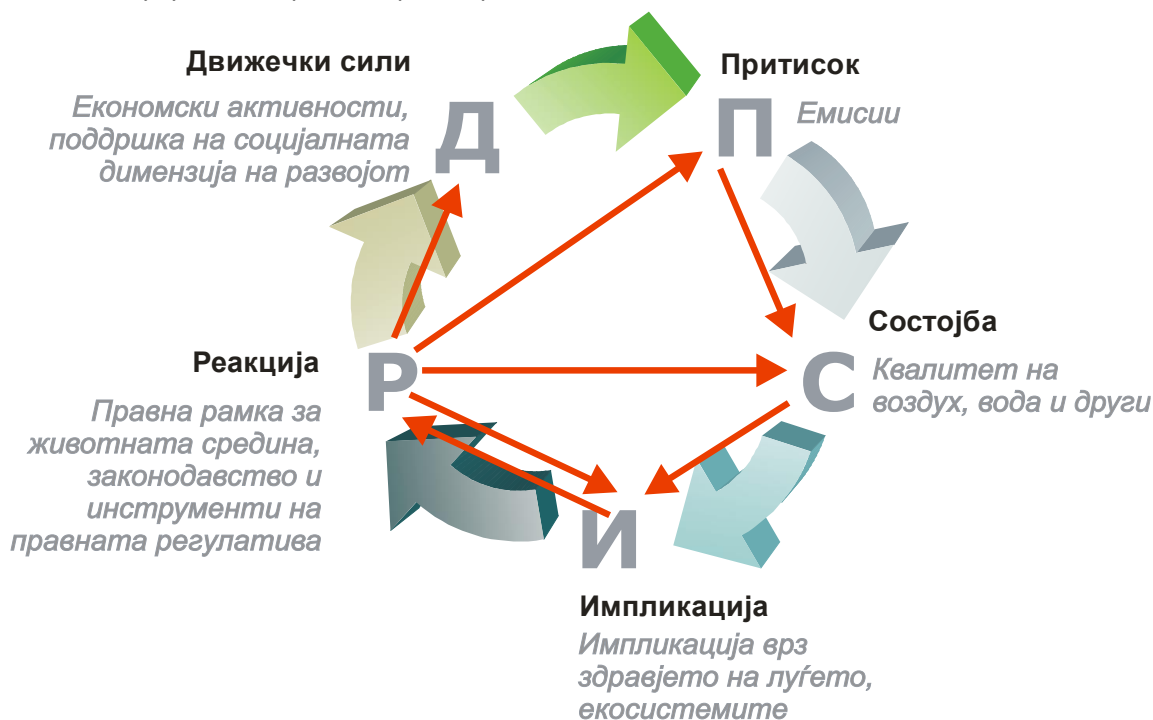 Движечки сили
Економски активности,
поддршка на социјалната
димензија на развојот
Д
Притисок
П
Емисии
Состојба
С
Квалитет на
воздух, вода и други
И
Импликација
Импликација врз
здравјето на луѓето,
екосистемите
Реакција
Р
Правна рамка за
животната средина,
законодавство и
инструменти на
правната регулатива